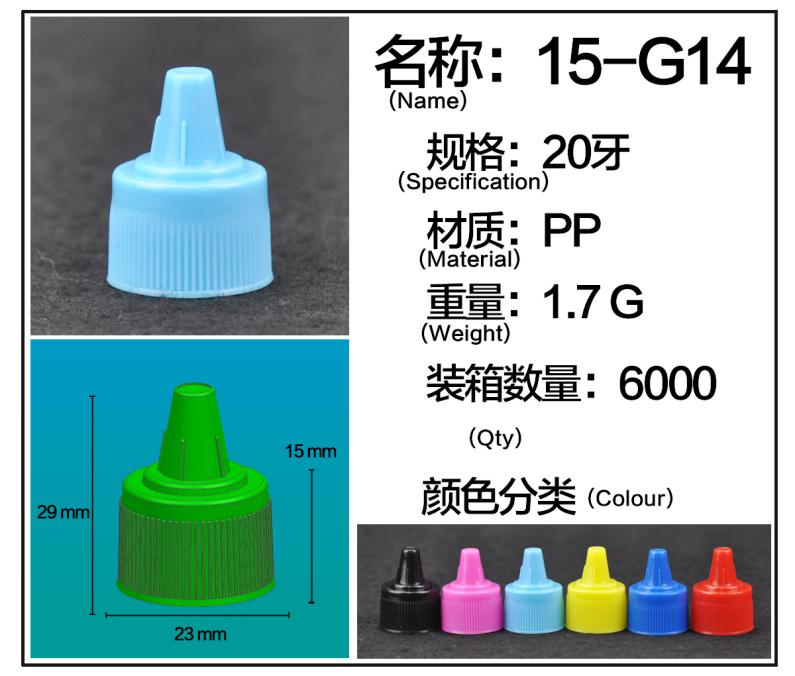 名称：15-G14
(Name)
规格：20牙
(Specification)
材质：PP
(Material)
重量：1.7 G
(Weight)
装箱数量：6000
(Qty)
颜色分类 (Colour)
15 mm
29 mm
23 mm